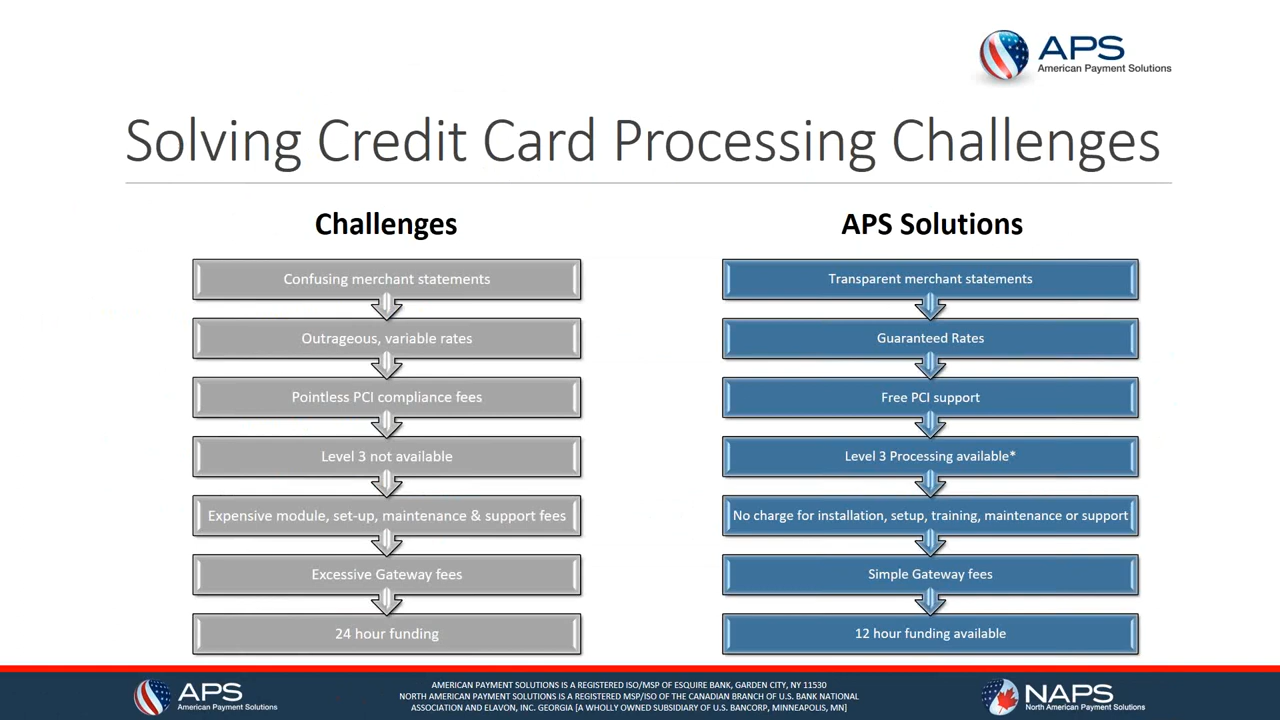 APS
American Payment Solutions
Solving Credit Card Processing Challenges
Challenges
Confusing merchant statements
Outrageous, variable rates
Pointless PCI compliance fees
Level 3 not available
Expensive module, set-up, maintenance & support fees
Excessive Gateway fees
24 hour funding
APS Solutions
Transparent merchant statements
Guaranteed Rates
Free PCI support
Level 3 Processing available*
No charge for installation, setup, training, maintenance or support
Simple Gateway fees
12 hour funding available
APS
American Payment Solutions
AMERICAN PAYMENT SOLUTIONS IS A REGISTERED ISO/MSP OF ESQUIRE BANK, GARDEN CITY, NY 11530
NORTH AMERICAN PAYMENT SOLUTIONS IS A REGISTERED MSP/ISO OF THE CANADIAN BRANCH OF U.S. BANK NATIONAL
ASSOCIATION AND ELAVON, INC. GEORGIA [A WHOLLY OWNED SUBSIDIARY OF U.S. BANCORP, MINNEAPOLIS, MN]
NAPS
North American Payment Solutions